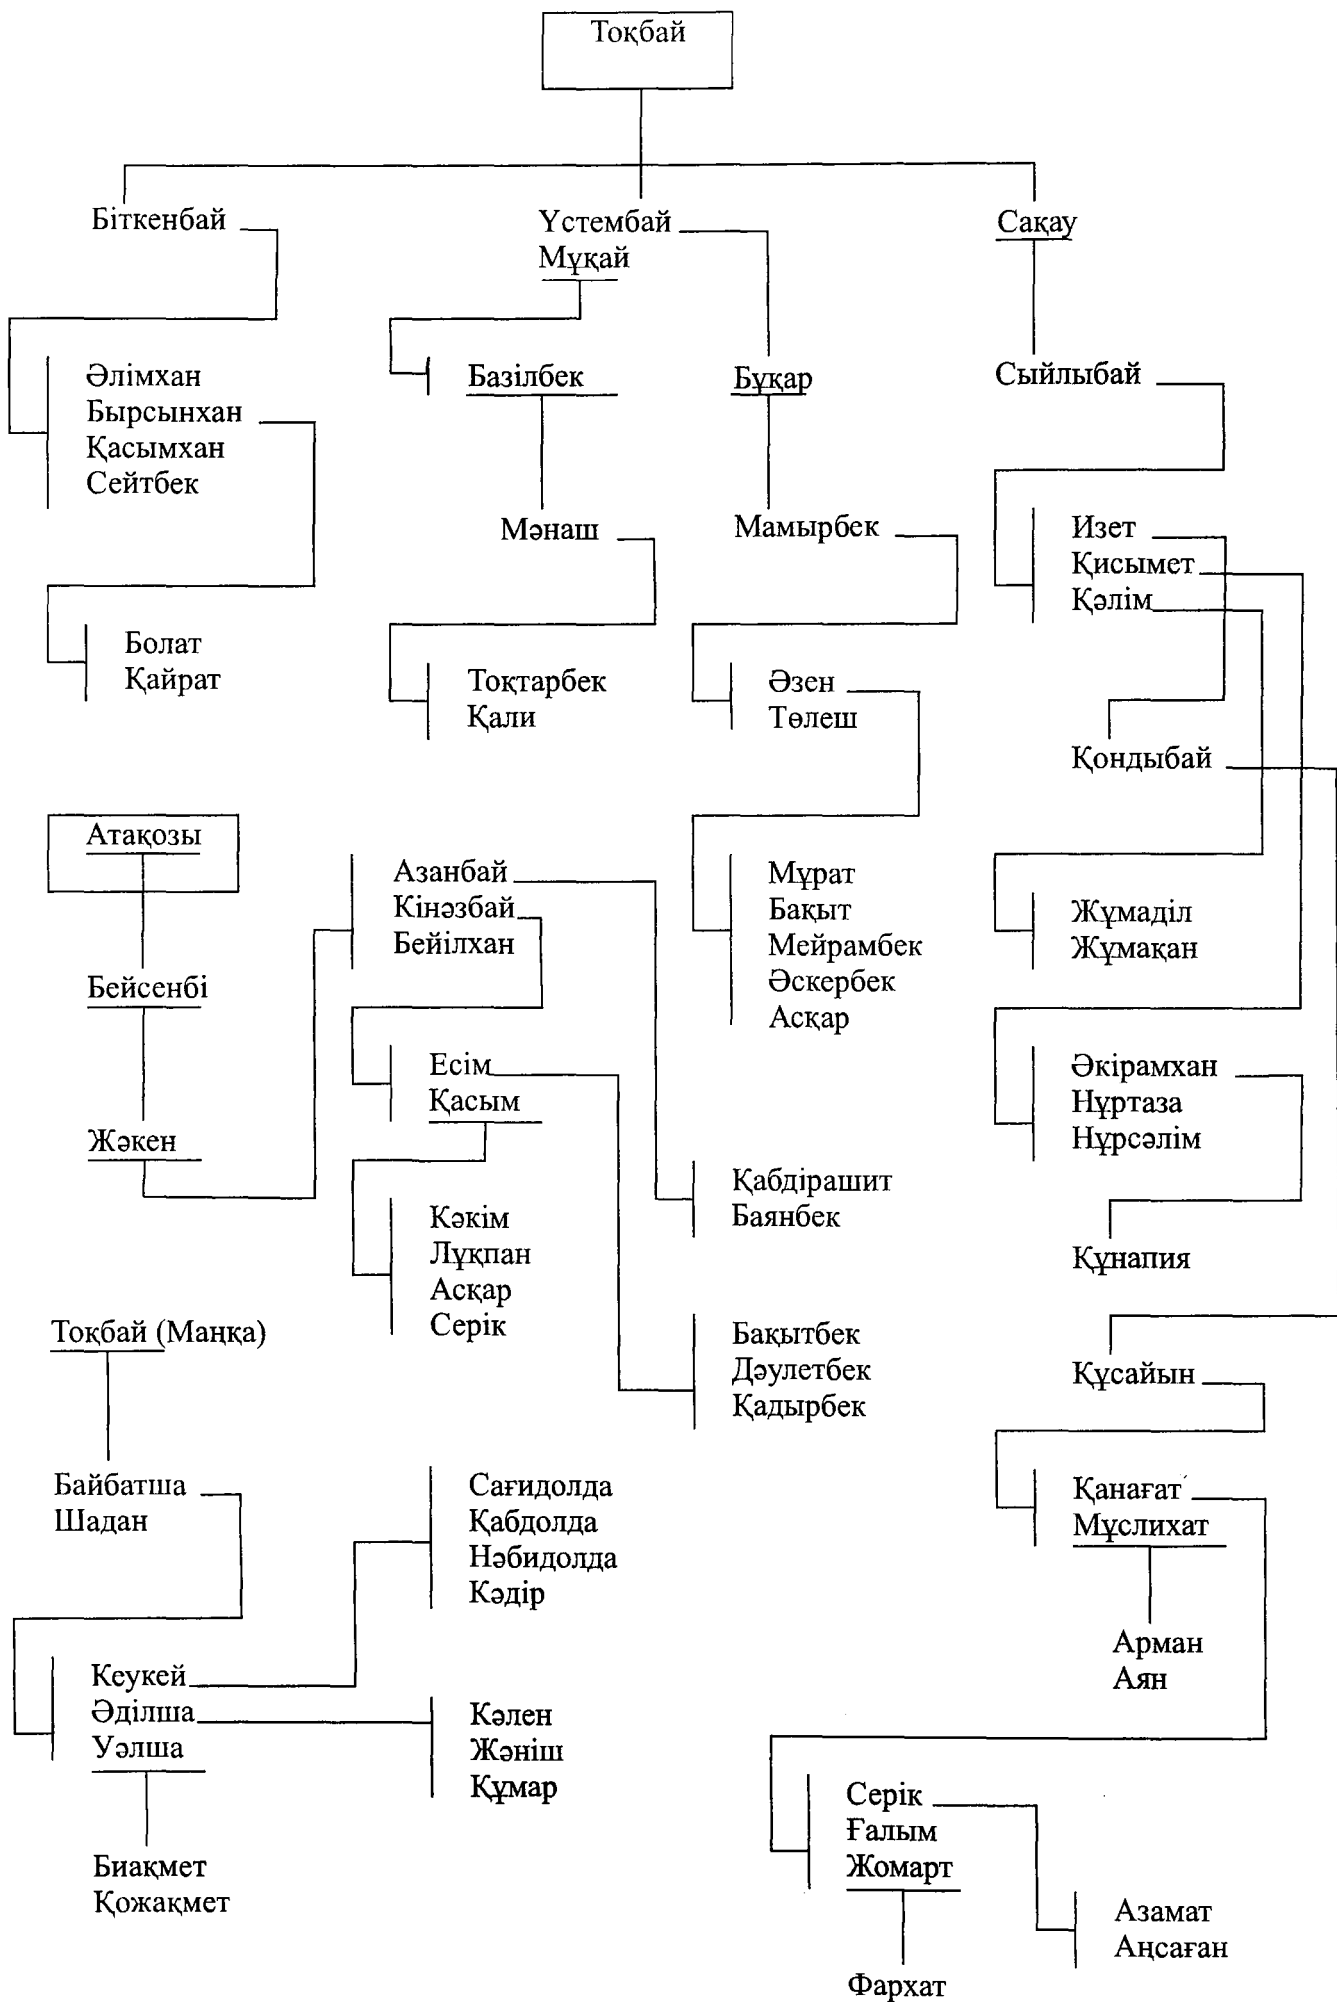 Тоқбай
Біткенбай
Үстембай
Мұқай
Сақау
Әлімхан
Бырсынхан
Қасымхан
Сейтбек
Базілбек
Бұқар
Сыйлыбай
Мәнаш
Мамырбек
Изет
Қисымет
Қәлім
Болат
Қайрат
Тоқтарбек
Қали
Әзен
Төлеш
Қондыбай
Атақозы
Бейсенбі
Жәкен
Азанбай
Кіназбай
Бейілхан
Мұрат
Бақыт
Мейрамбек
Әскербек
Асқар
Жұмаділ
Жұмақан
Есім
Қасым
Әкірамхан
Нұртаза
Нұрсәлім
Кәкім
Лұқпан
Асқар
Серік
Қабдірашит
Баянбек
Құнапия
Тоқбай (Маңқа)
Бақытбек
Дәулетбек
Қадырбек
Құсайын
Байбатша
Шадан
Сағидолда
Қабдолда
Нәбидолда
Кәдір
Қанағат
Мұслихат
Арман
Аян
Кеукей
Әділша
Уәлша
Кәлен
Жәніш
Құмар
Биақмет
Қожақмет
Серік
Ғалым
Жомарт
Азамат
Аңсаған
Фархат